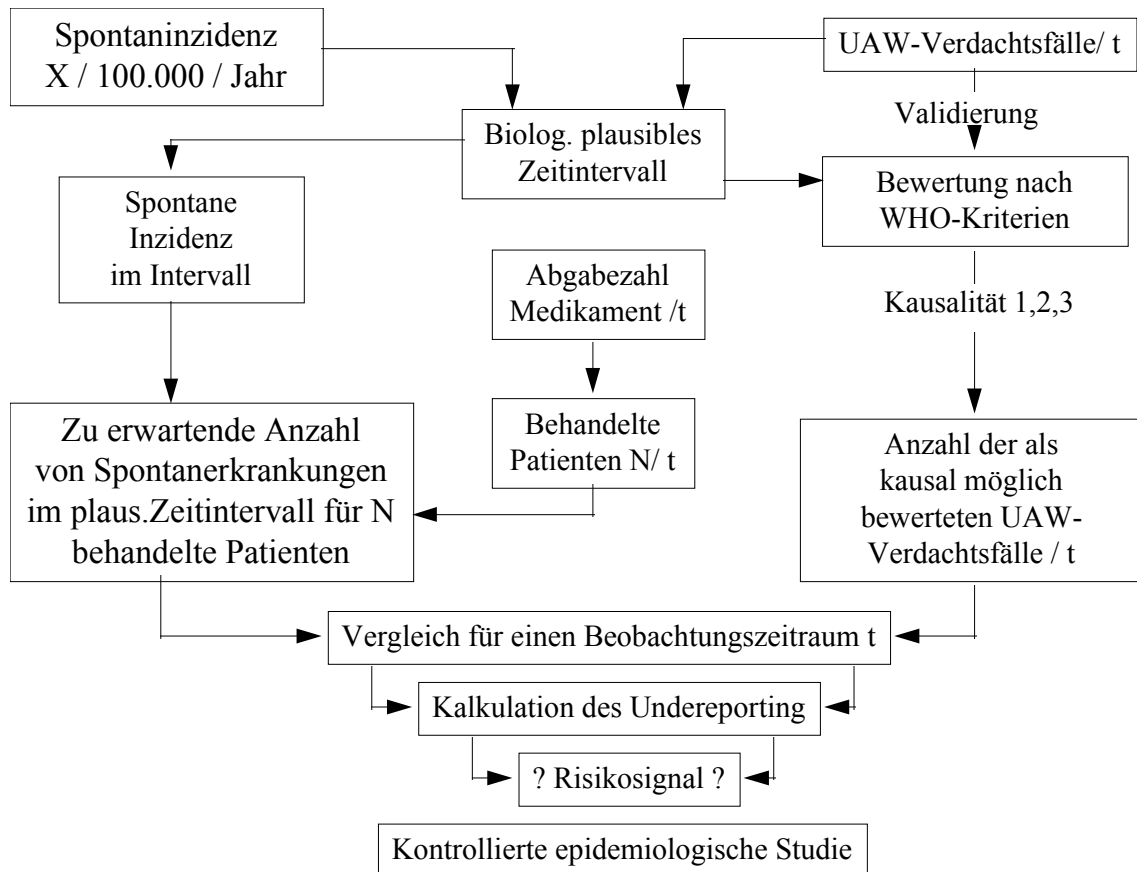 Spontaninzidenz
X / 100.000 / Jahr
UAW-Verdachtsfälle/ t
Validierung
Biolog. plausibles
Zeitintervall
Bewertung nach
WHO-Kriterien
Spontane
Inzidenz
im Intervall
Abgabezahl
Medikament /t
Kausalität 1,2,3
Zu erwartende Anzahl
von Spontanerkrankungen
im plaus.Zeitintervall für N
behandelte Patienten
Behandelte
Patienten N/ t
Anzahl der als
kausal möglich
bewerteten UAW-
Verdachtsfälle / t
Vergleich für einen Beobachtungszeitraum t
Kalkulation des Undereporting
? Risikosignal ?
Kontrollierte epidemiologische Studie